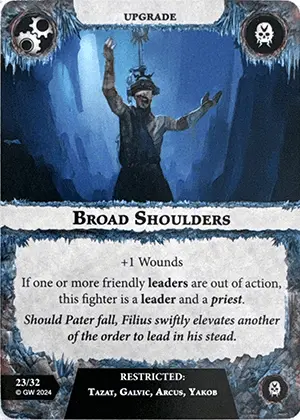 UPGRADE
BROAD SHOULDERS
+1 Wounds
If one or more friendly leaders are out of action,
this fighter is a leader and a priest.
Should Pater fall, Filius swiftly elevates another
of the order to lead in his stead.
23/32
© GW 2024
RESTRICTED:
TAZAT, GALVIC, ARCUS, YAKOB